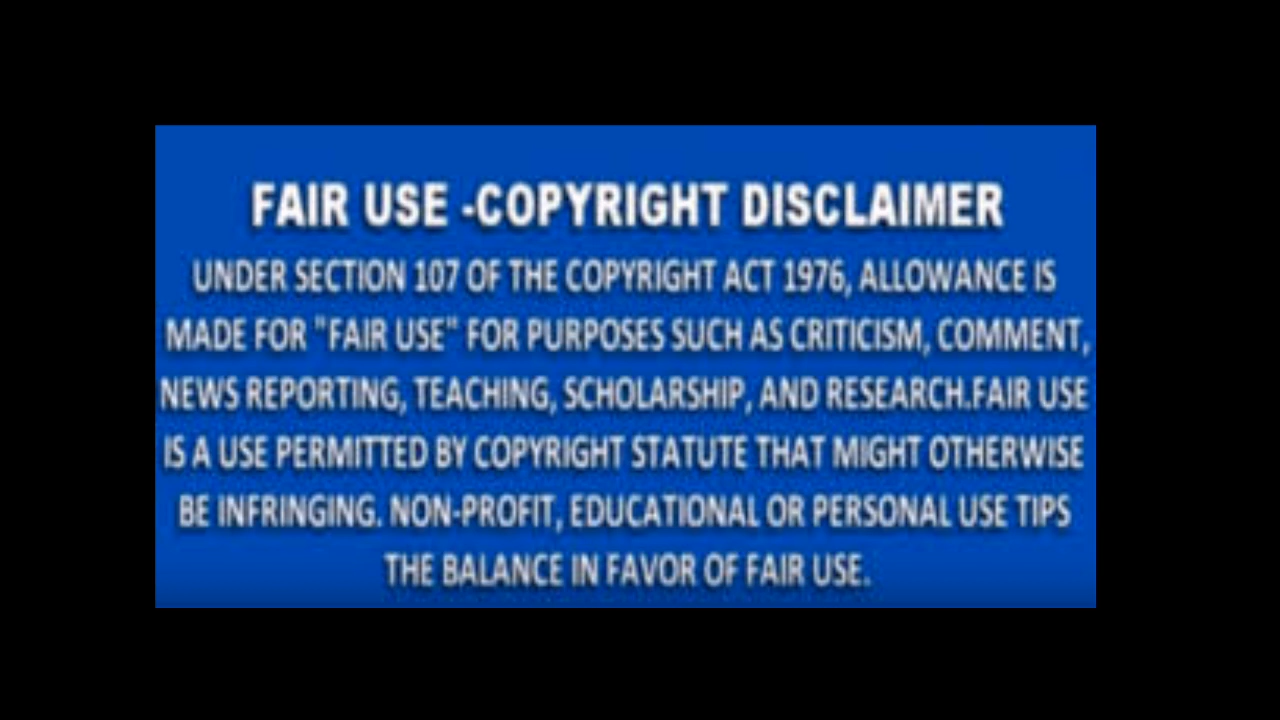 FAIR USE -COPYRIGHT DISCLAIMER
UNDER SECTION 107 OF THE COPYRIGHT ACT 1976, ALLOWANCE IS
MADE FOR "FAIR USE" FOR PURPOSES SUCH AS CRITICISM, COMMENT,
NEWS REPORTING, TEACHING, SCHOLARSHIP, AND RESEARCH.FAIR USE
IS A USE PERMITTED BY COPYRIGHT STATUTE THAT MIGHT OTHERWISE
BE INFRINGING. NON-PROFIT, EDUCATIONAL OR PERSONAL USE TIPS
THE BALANCE IN FAVOR OF FAIR USE.